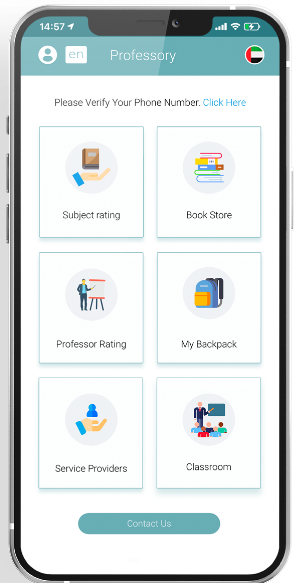 14:57
en Professory
Please Verify Your Phone Number. Click Here
Subject rating
Book Store
Professor Rating
My Backpack
Service Providers
Classroom
Contact Us